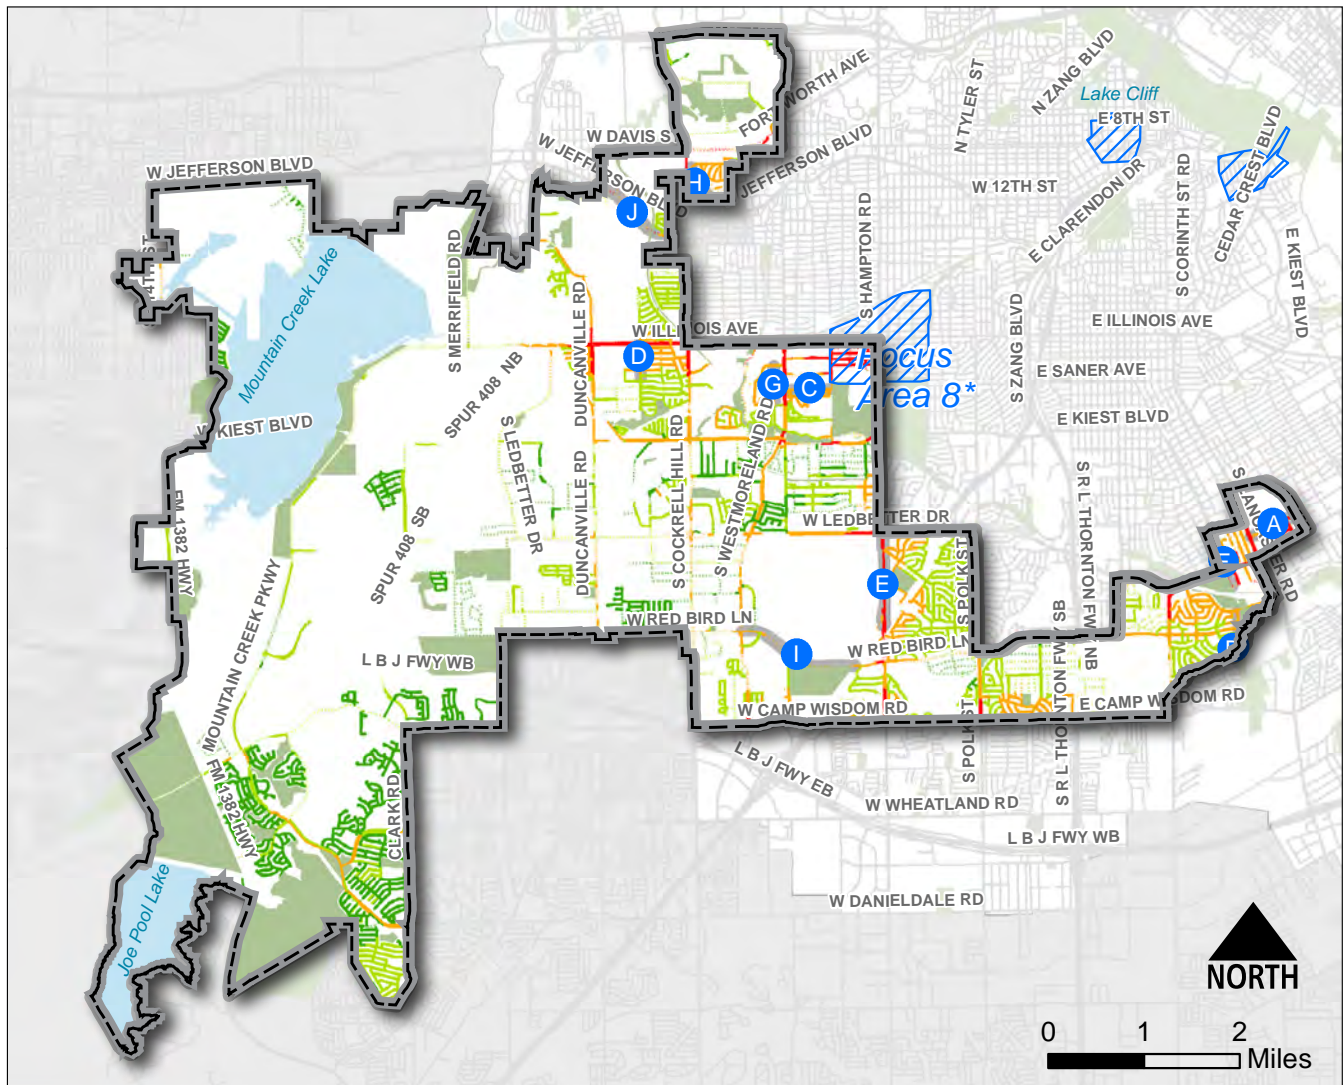 FORT WORTH AVE
N TYLER ST
N ZANG BLVD
Lake Cliff
E 8TH ST
W DAVIS S
W JEFFERSON BLVD
W JEFFERSON BLVD
JEFFERSON BLVD
H
J
W 12TH ST
E CLARENDON DR
S CORINTH ST RD
CEDAR CREST BLVD
E KIEST BLVD
S HAMPTON RD
4TH ST
Mountain Creek Lake
S MERRIFIELD RD
DUNCANVILLE RD
W ILLINOIS AVE
E ILLINOIS AVE
D
G
C
Focus
Area 8*
S ZANG BLVD
E SANER AVE
E KIEST BLVD
SPUR 408 NB
W KIEST BLVD
S LEDBETTER DR
DUNCANVILLE RD
S COCKRELL HILL RD
S WESTMORELAND RD
W LEDBETTER DR
S R L THORNTON FWY NB
A
FM 1382 HWY
SPUR 408 SB
E
S POLK ST
MOUNTAIN CREEK PKWY
W RED BIRD LN
W RED BIRD LN
L B J FWY WB
I
W CAMP WISDOM RD
E CAMP WISDOM RD
S POLK ST
S R L THORNTON FWY SB
L B J FWY EB
FM 1382 HWY
CLARK RD
W WHEATLAND RD
L B J FWY WB
W DANIELDALE RD
Joe Pool Lake
NORTH
0 1 2
Miles